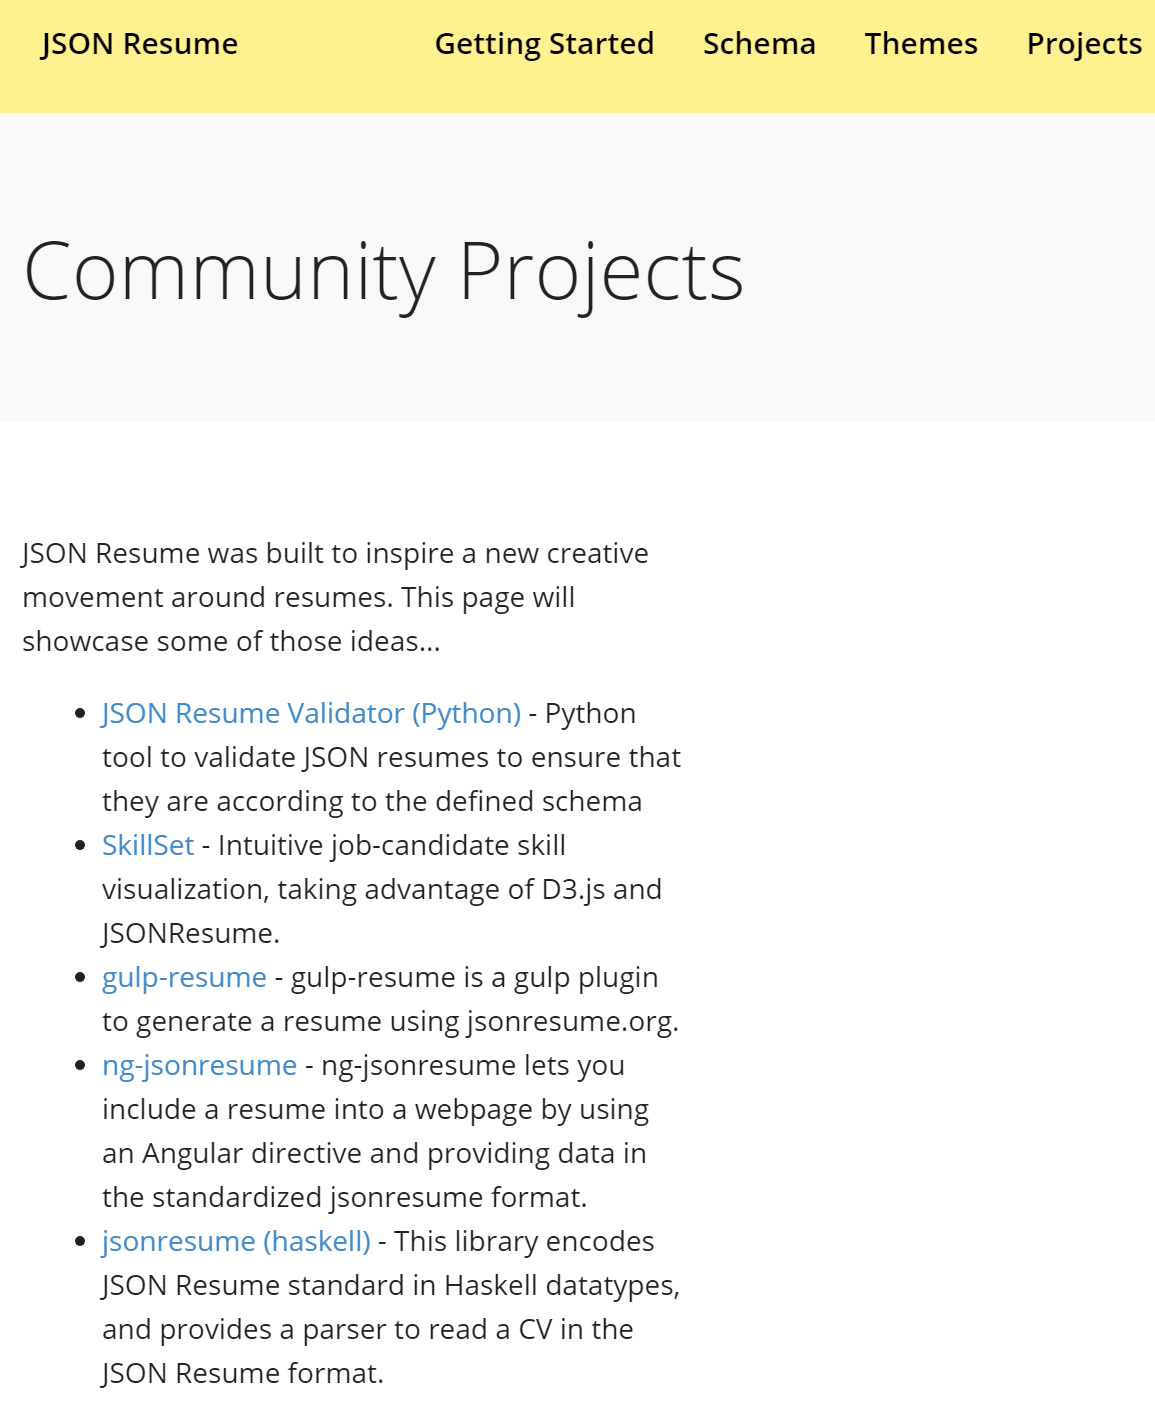 JSON Resume Getting Started Schema Themes Projects
Community Projects
JSON Resume was built to inspire a new creative
movement around resumes. This page will
showcase some of those ideas...
• JSON Resume Validator (Python) - Python
tool to validate JSON resumes to ensure that
they are according to the defined schema
• SkillSet - Intuitive job-candidate skill
visualization, taking advantage of D3.js and
JSONResume.
• gulp-resume - gulp-resume is a gulp plugin
to generate a resume using jsonresume.org.
• ng-jsonresume - ng-jsonresume lets you
include a resume into a webpage by using
an Angular directive and providing data in
the standardized jsonresume format.
• jsonresume (haskell) - This library encodes
JSON Resume standard in Haskell datatypes,
and provides a parser to read a CV in the
JSON Resume format.